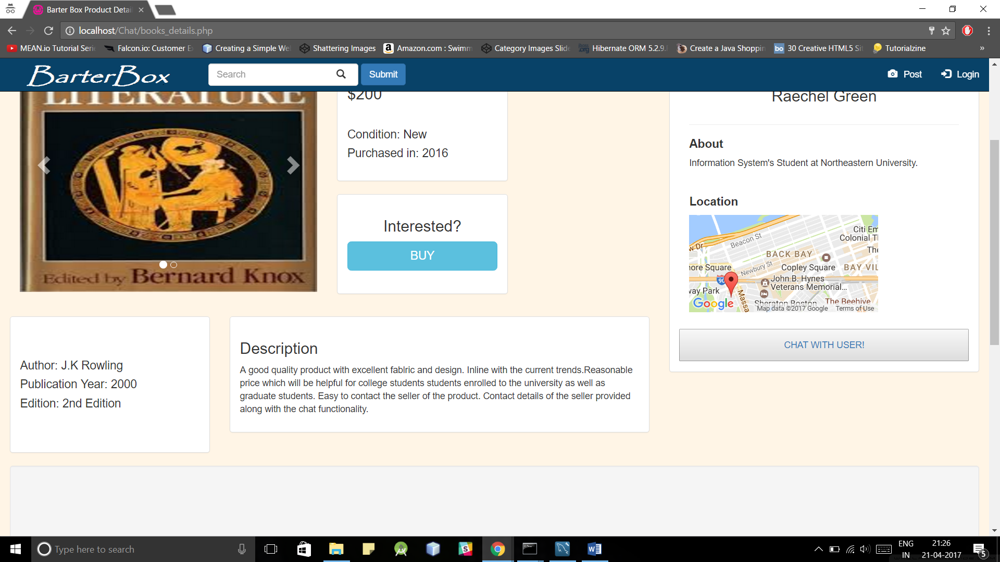 Barter Box Product Detai
localhost/Chat/books_details.php
MEAN.io Tutorial Seri
Falcon.io: Customer E
Creating a Simple We
Shattering Images
Amazon.com : Swimm
Category Images Slide
Hibernate ORM 5.2.9.
Create a Java Shoppin
bo 30 Creative HTML5 Si
Tutorialzine
»
BarterBox
Search
Submit
Post
Login
LITERATURE
Edited by Bernard Knox
$200
Condition: New
Purchased in: 2016
Interested?
BUY
Raechel Green
About
Information System's Student at Northeastern University.
Location
Citi Em
Colonial T
The
w Dr
Beacon St
BACK BAY
Copley Square
BAY VIL
nore Square
Newbury St
90
John B. Hynes
Veterans Memorial...
way Park
Massa
Sheraton Boston
The Beehive
Google
Map data ©2017 Google
Terms of Use
CHAT WITH USER!
Author: J.K Rowling
Publication Year: 2000
Edition: 2nd Edition
Description
A good quality product with excellent fablric and design. Inline with the current trends.Reasonable
price which will be helpful for college students students enrolled to the university as well as
graduate students. Easy to contact the seller of the product. Contact details of the seller provided
along with the chat functionality.
Type here to search
ENG
IN
21:26
21-04-2017
5